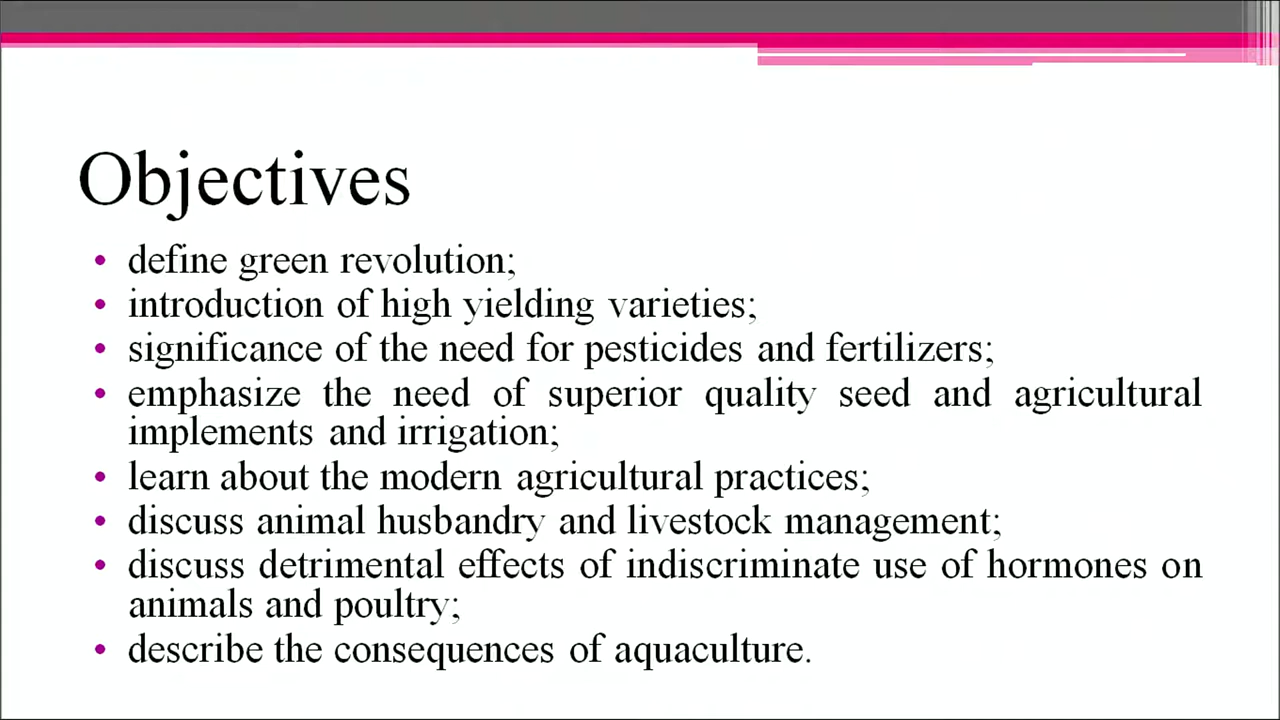 Objectives
• define green revolution;
• introduction of high yielding varieties;
• significance of the need for pesticides and fertilizers;
• emphasize the need of superior quality seed and agricultural
implements and irrigation;
• learn about the modern agricultural practices;
• discuss animal husbandry and livestock management;
• discuss detrimental effects of indiscriminate use of hormones on
animals and poultry;
• describe the consequences of aquaculture.